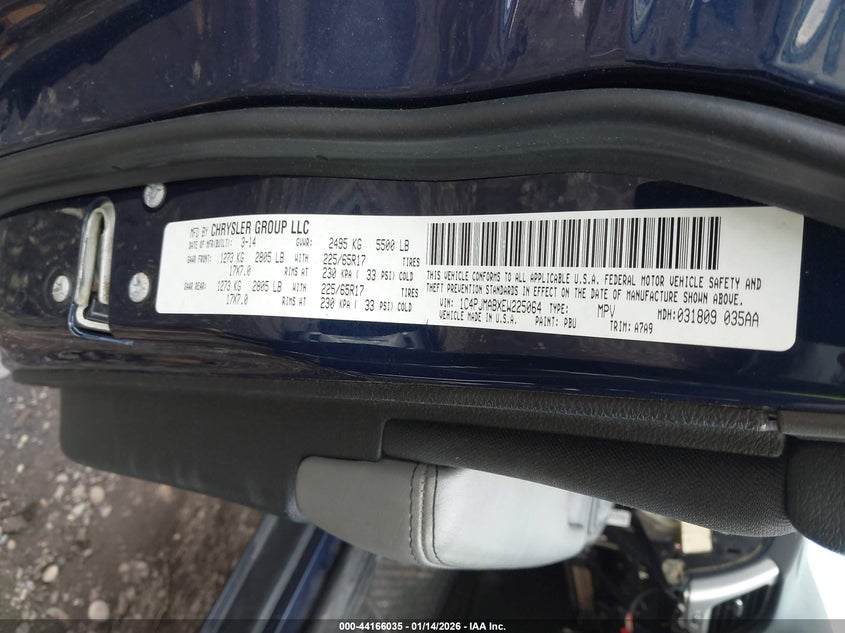 MFD BY CHRYSLER GROUP LLC
DATE OF MFR(BUILT): 3-14 GVWR: 2495 KG 5500 LB
GAWR FRONT: 1273 KG 2805 LB WITH 225/65R17 TIRES
17X7.0 RIMS AT 230 KPA ( 33 PSI) COLD
GAWR REAR: 1273 KG 2805 LB WITH 225/65R17 TIRES
17X7.0 RIMS AT 230 KPA ( 33 PSI) COLD
THIS VEHICLE CONFORMS TO ALL APPLICABLE U.S.A. FEDERAL MOTOR VEHICLE SAFETY AND
THEFT PREVENTION STANDARDS IN EFFECT ON THE DATE OF MANUFACTURE SHOWN ABOVE.
VIN: 1C4PJMABXEW225064 TYPE: MPV MDH: 031809 035AA
VEHICLE MADE IN U.S.A. PAINT: PBU TRIM: A7A9
000-44166035 - 01/14/2026 - IAA Inc.